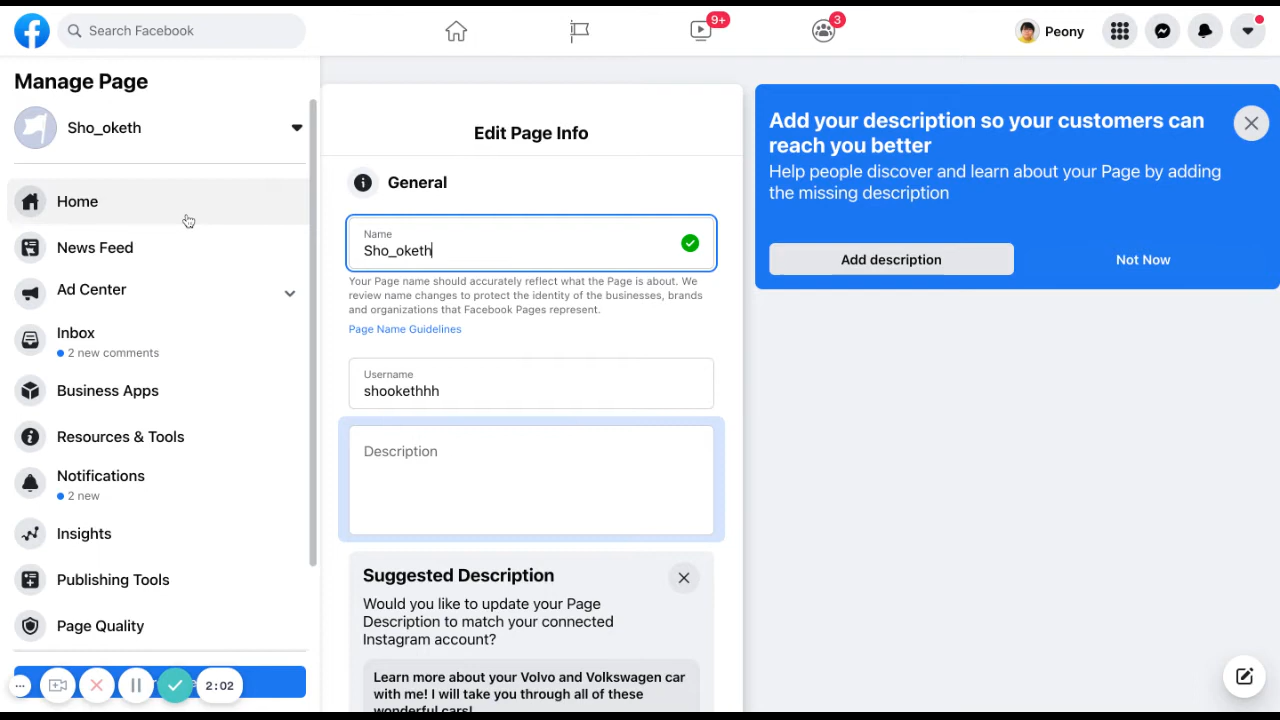 Search Facebook
9+
3
Peony
Manage Page
Sho_oketh
Home
News Feed
Ad Center
Inbox
2 new comments
Business Apps
Resources & Tools
Notifications
2 new
Insights
Publishing Tools
Page Quality
2:02
Edit Page Info
General
Name
Sho_oketh
Your Page name should accurately reflect what the Page is about. We
review name changes to protect the identity of the businesses, brands
and organizations that Facebook Pages represent.
Page Name Guidelines
Username
shookethhh
Description
Suggested Description
Would you like to update your Page
Description to match your connected
Instagram account?
Learn more about your Volvo and Volkswagen car
with me! I will take you through all of these
wonderful cars!
Add your description so your customers can
reach you better
Help people discover and learn about your Page by adding
the missing description
Add description
Not Now